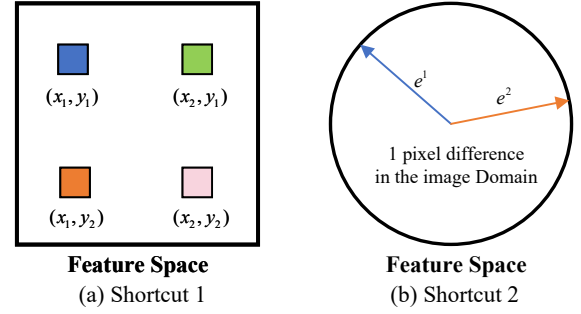 (x₁, y₁) (x₂, y₁)
(x₁, y₂) (x₂, y₂)
Feature Space
(a) Shortcut 1
e¹
e²
1 pixel difference
in the image Domain
Feature Space
(b) Shortcut 2